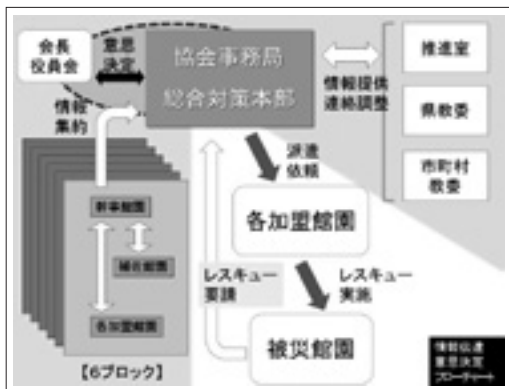 会長
役員会
意思
決定
協会事務局
総合対策本部
情報提供
連絡調整
推進室
県教委
市町村
教委
情報
集約
派遣
依頼
各加盟館園
幹事館園
各加盟館園
レスキュー
要請
レスキュー
実施
被災館園
【6ブロック】
情報伝達
意思決定
フローチャート